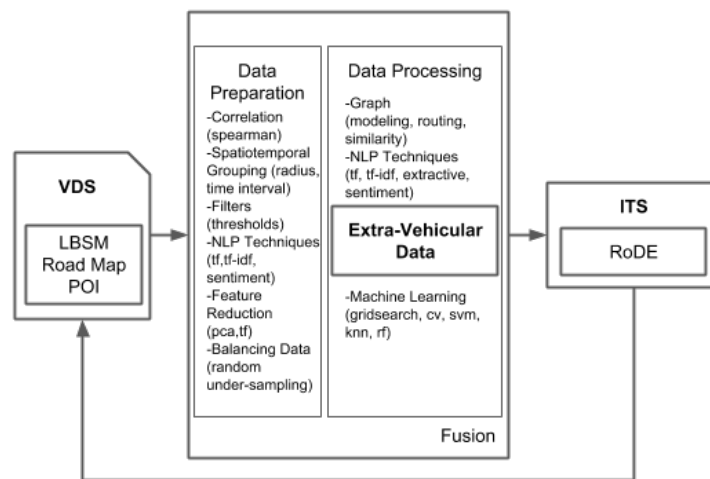 VDS
LBSM
Road Map
POI
Data
Preparation
-Correlation
(spearman)
-Spatiotemporal
Grouping (radius,
time interval)
-Filters
(thresholds)
-NLP Techniques
(tf,tf-idf,
sentiment)
-Feature
Reduction
(pca,tf)
-Balancing Data
(random
under-sampling)
Data Processing
-Graph
(modeling, routing,
similarity)
-NLP Techniques
(tf, tf-idf, extractive,
sentiment)
Extra-Vehicular
Data
-Machine Learning
(gridsearch, cv, svm,
knn, rf)
Fusion
ITS
RoDE